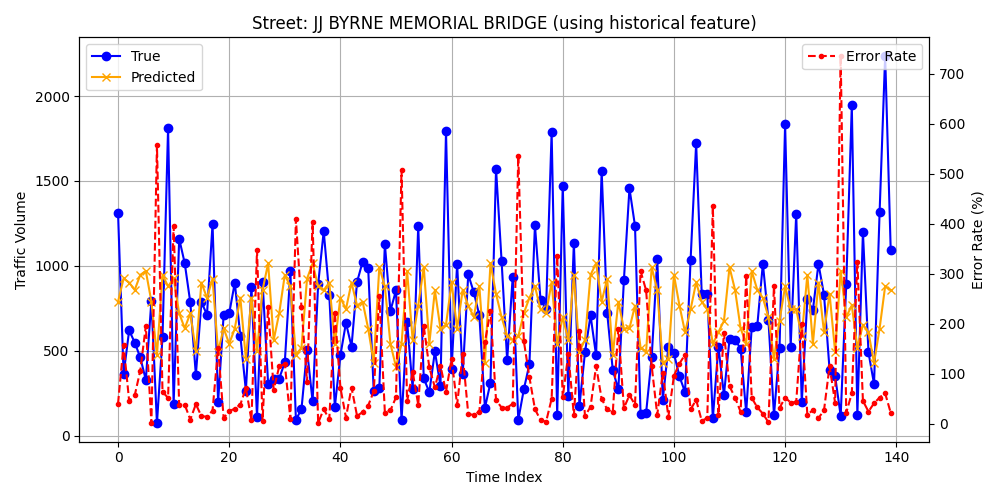 Street: JJ BYRNE MEMORIAL BRIDGE (using historical feature)
True
Predicted
Error Rate
Traffic Volume
2000
1500
1000
500
0
700
600
500
400
300
200
100
0
Error Rate (%)
0 20 40 60 80 100 120 140
Time Index